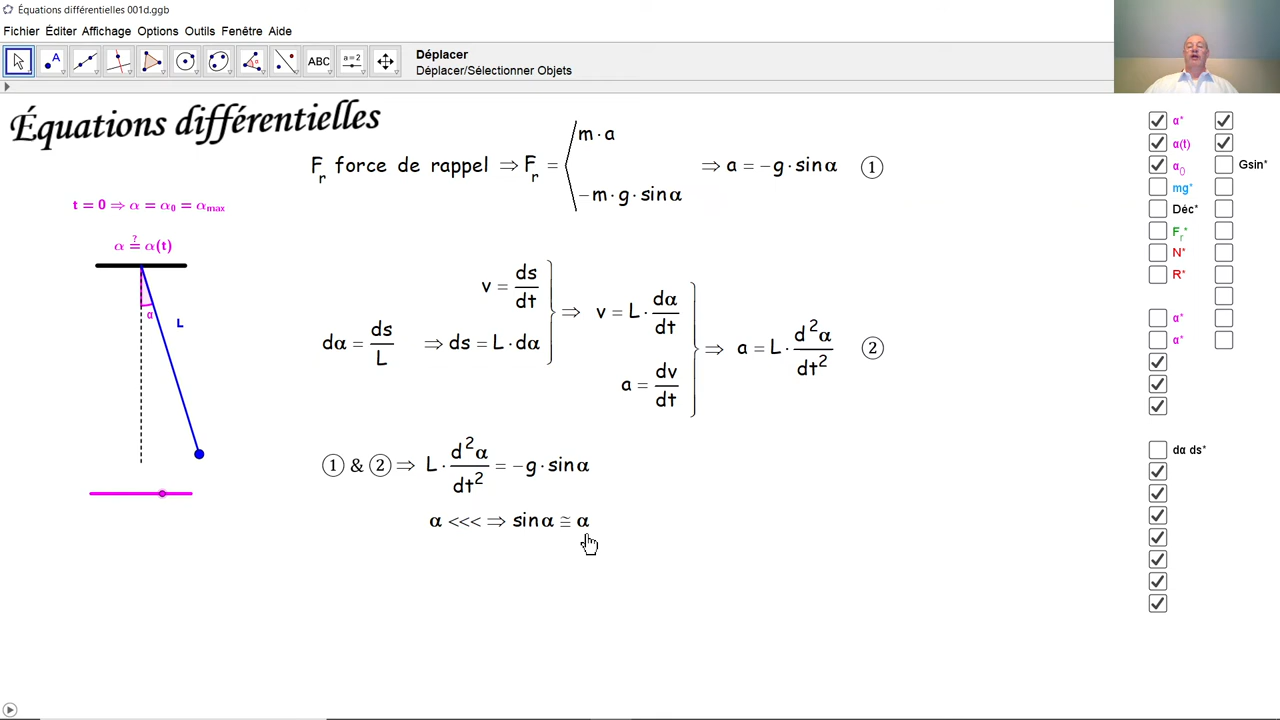 Équations différentielles 001d.ggb
Fichier Éditer Affichage Options Outils Fenêtre Aide
A
ABC
a=2
Déplacer
Déplacer/Sélectionner Objets
Équations différentielles
F_r force de rappel ⇒ F_r = { m·a
−m·g·sinα
⇒ a = −g·sinα ①
t = 0 ⇒ α = α₀ = α_max
α ≟ α(t)
α
L
v = ds/dt
dα = ds/L ⇒ ds = L·dα
⇒ v = L·dα/dt
a = dv/dt
⇒ a = L·d²α/dt² ②
① & ② ⇒ L·d²α/dt² = −g·sinα
α <<< ⇒ sinα ≅ α
α*
α(t)
α₀
Gsin*
mg*
Déc*
F_r*
N*
R*
α*
α*
dα ds*